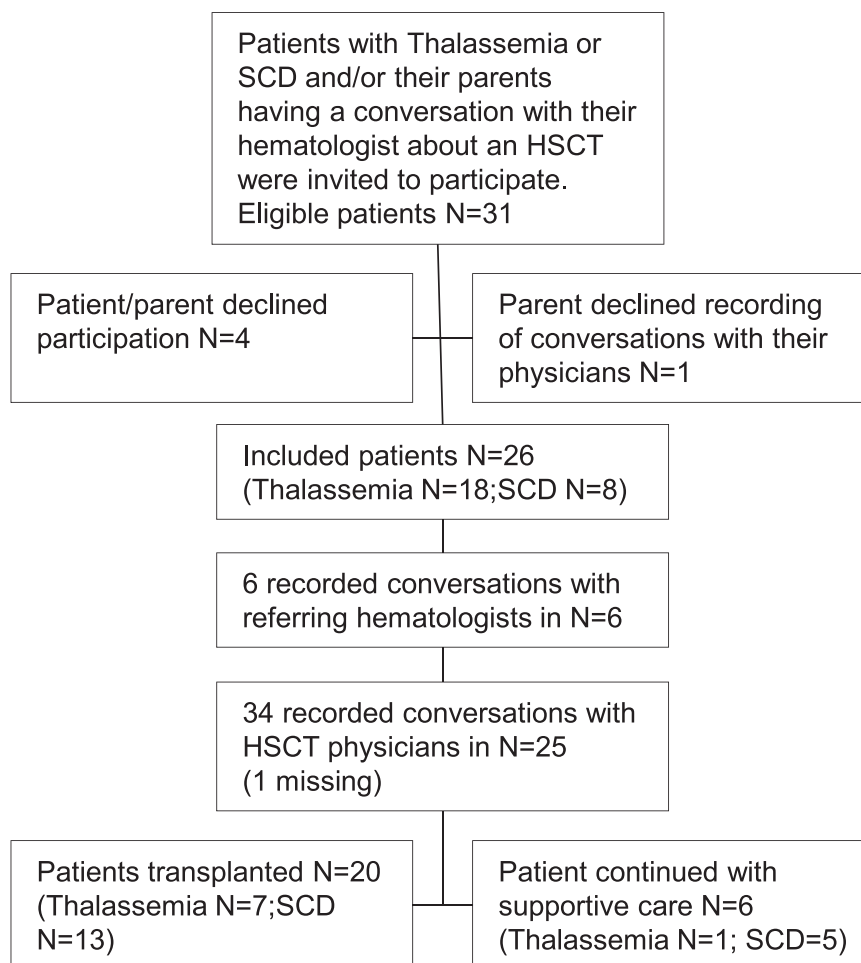 Patients with Thalassemia or
SCD and/or their parents
having a conversation with their
hematologist about an HSCT
were invited to participate.
Eligible patients N=31
Patient/parent declined
participation N=4
Parent declined recording
of conversations with their
physicians N=1
Included patients N=26
(Thalassemia N=18;SCD N=8)
6 recorded conversations with
referring hematologists in N=6
34 recorded conversations with
HSCT physicians in N=25
(1 missing)
Patients transplanted N=20
(Thalassemia N=7;SCD
N=13)
Patient continued with
supportive care N=6
(Thalassemia N=1; SCD=5)